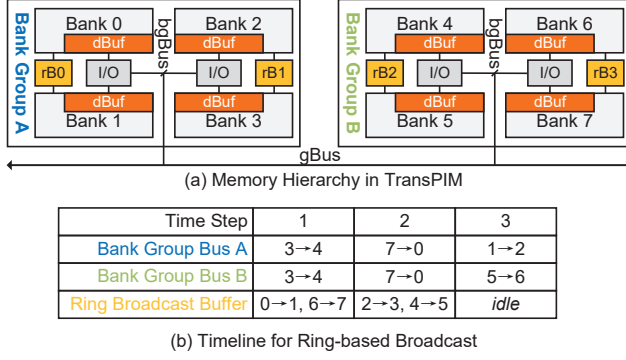 Bank Group A
Bank 0
Bank 2
dBuf
bgBus
dBuf
rB0
I/O
I/O
rB1
dBuf
dBuf
Bank 1
Bank 3
Bank Group B
Bank 4
Bank 6
dBuf
bgBus
dBuf
rB2
I/O
I/O
rB3
dBuf
dBuf
Bank 5
Bank 7
gBus
(a) Memory Hierarchy in TransPIM
Time Step 1 2 3
Bank Group Bus A 3→4 7→0 1→2
Bank Group Bus B 3→4 7→0 5→6
Ring Broadcast Buffer 0→1, 6→7 2→3, 4→5 idle
(b) Timeline for Ring-based Broadcast